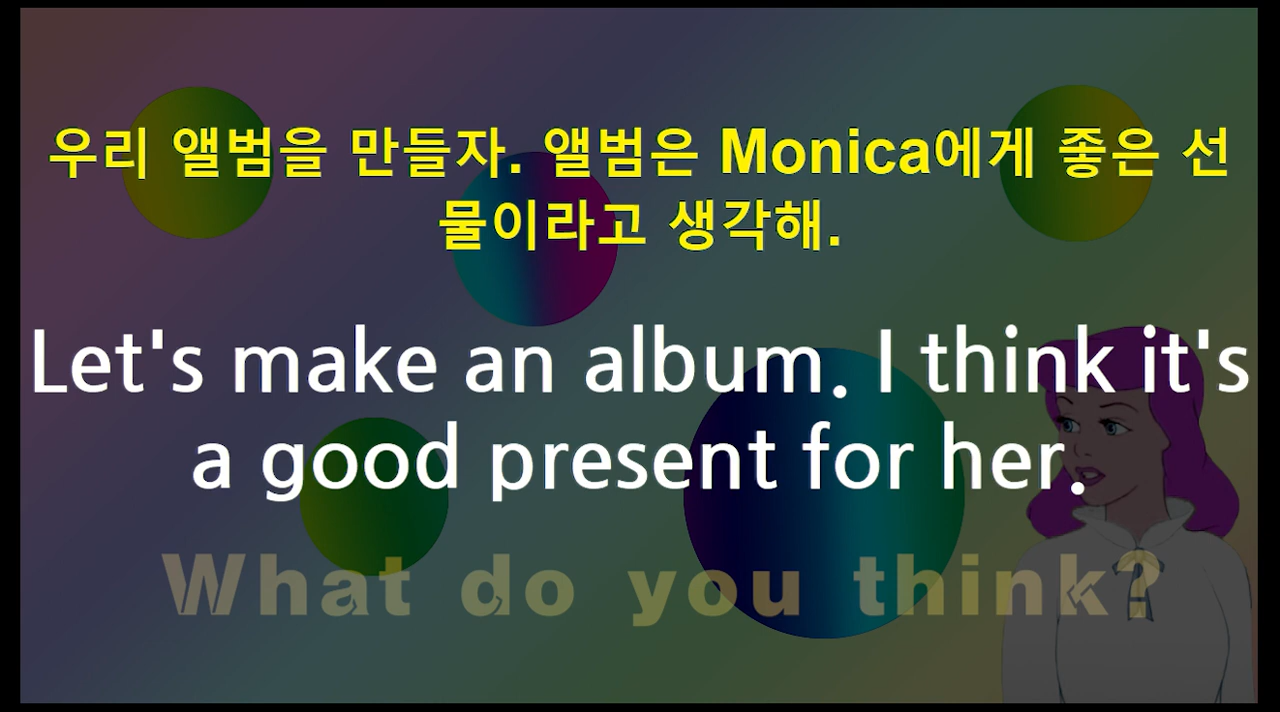 우리 앨범을 만들자. 앨범은 Monica에게 좋은 선
물이라고 생각해.
Let's make an album. I think it's
a good present for her.
What do you think?